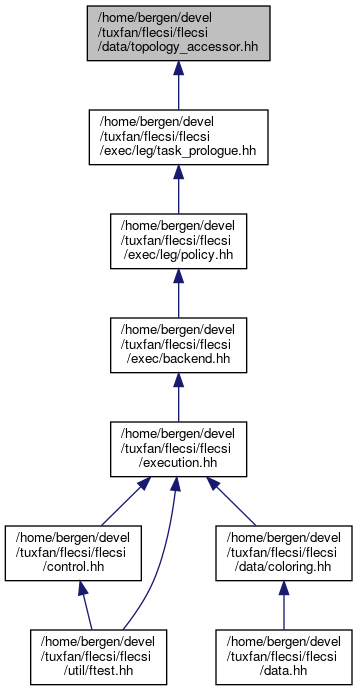 /home/bergen/devel
/tuxfan/flecsi/flecsi
/data/topology_accessor.hh
/home/bergen/devel
/tuxfan/flecsi/flecsi
/exec/leg/task_prologue.hh
/home/bergen/devel
/tuxfan/flecsi/flecsi
/exec/leg/policy.hh
/home/bergen/devel
/tuxfan/flecsi/flecsi
/exec/backend.hh
/home/bergen/devel
/tuxfan/flecsi/flecsi
/execution.hh
/home/bergen/devel
/tuxfan/flecsi/flecsi
/control.hh
/home/bergen/devel
/tuxfan/flecsi/flecsi
/data/coloring.hh
/home/bergen/devel
/tuxfan/flecsi/flecsi
/util/ftest.hh
/home/bergen/devel
/tuxfan/flecsi/flecsi
/data.hh